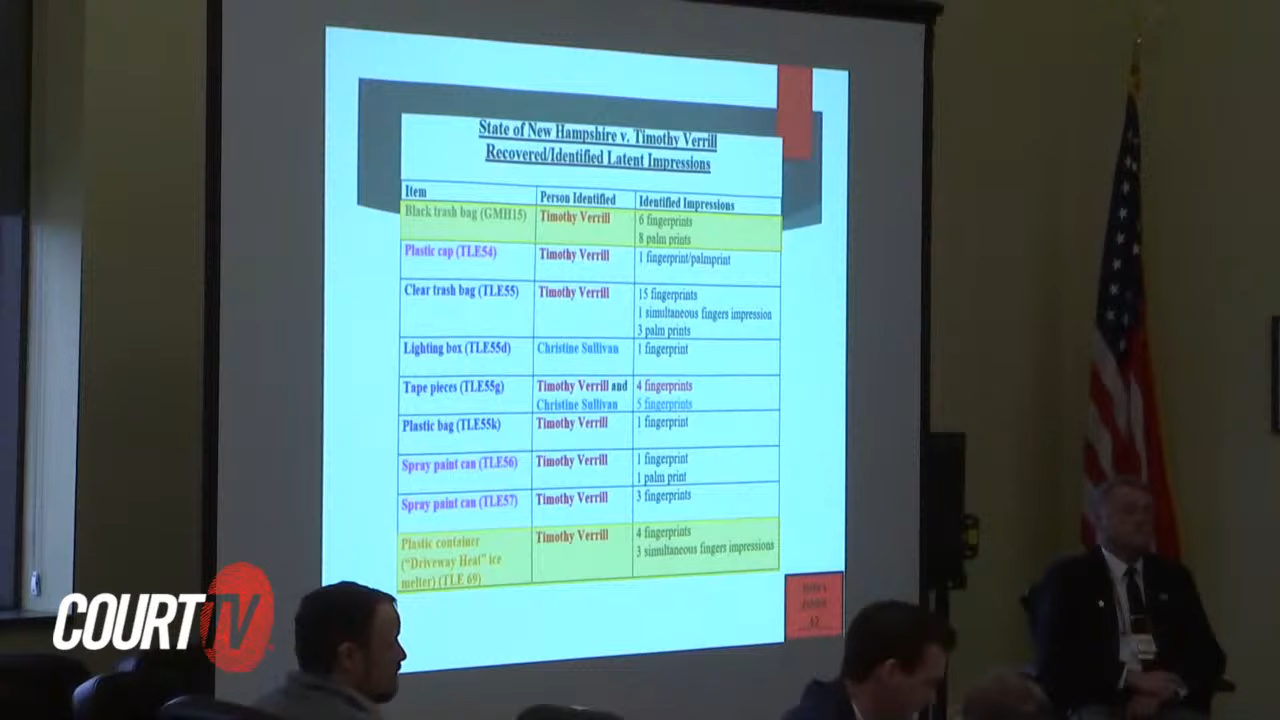 State of New Hampshire v. Timothy Verrill
Recovered/Identified Latent Impressions
Item Person Identified Identified Impressions
Black trash bag (GMH15) Timothy Verrill 6 fingerprints
8 palm prints
Plastic cap (TLE54) Timothy Verrill 1 fingerprint/palmprint
Clear trash bag (TLE55) Timothy Verrill 15 fingerprints
1 simultaneous fingers impression
3 palm prints
Lighting box (TLE55d) Christine Sullivan 1 fingerprint
Tape pieces (TLE55g) Timothy Verrill and 4 fingerprints
Christine Sullivan 5 fingerprints
Plastic bag (TLE55k) Timothy Verrill 1 fingerprint
Spray paint can (TLE56) Timothy Verrill 1 fingerprint
1 palm print
Spray paint can (TLE57) Timothy Verrill 3 fingerprints
Plastic container Timothy Verrill 4 fingerprints
("Driveway Heat" ice 3 simultaneous fingers impressions
melter) (TLE 69)
COURT TV